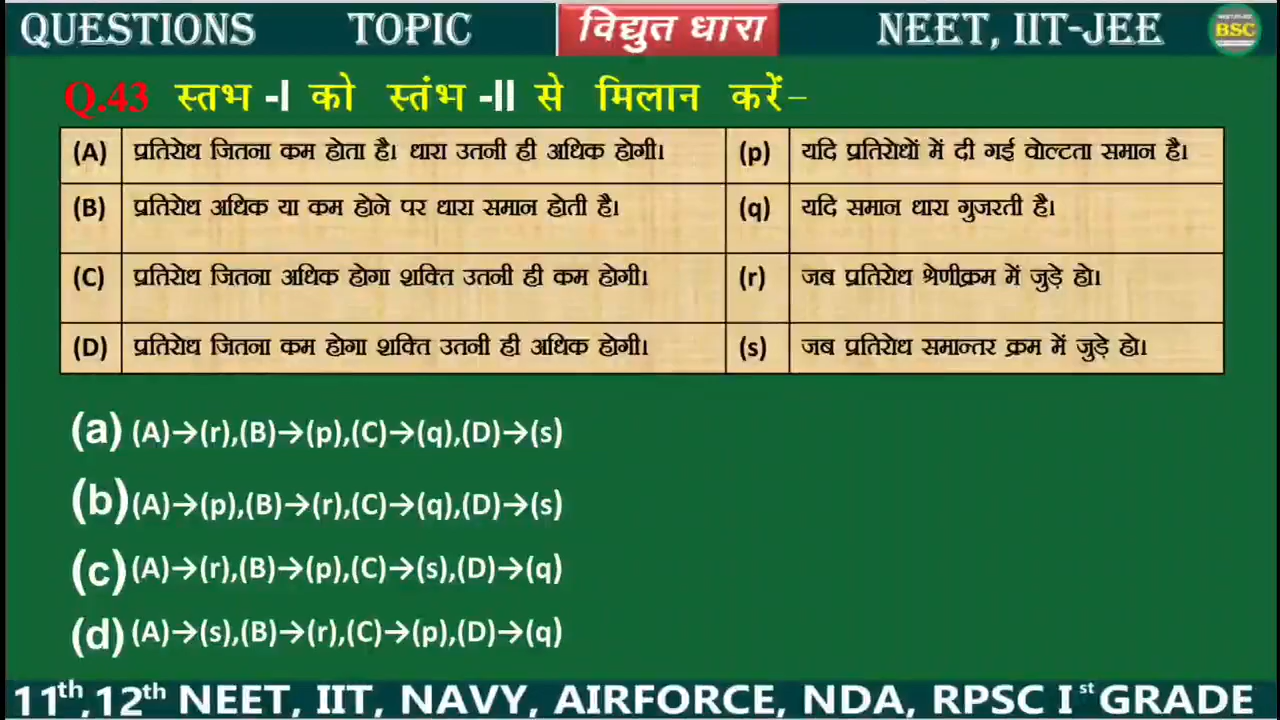 QUESTIONS TOPIC विद्युत धारा NEET, IIT-JEE BSC
Q.43 स्तभ -I को स्तंभ -II से मिलान करें-
(A) प्रतिरोध जितना कम होता है। धारा उतनी ही अधिक होगी। (p) यदि प्रतिरोधों में दी गई वोल्टता समान है।
(B) प्रतिरोध अधिक या कम होने पर धारा समान होती है। (q) यदि समान धारा गुजरती है।
(C) प्रतिरोध जितना अधिक होगा शक्ति उतनी ही कम होगी। (r) जब प्रतिरोध श्रेणीक्रम में जुड़े हो।
(D) प्रतिरोध जितना कम होगा शक्ति उतनी ही अधिक होगी। (s) जब प्रतिरोध समान्तर क्रम में जुड़े हो।
(a) (A)→(r),(B)→(p),(C)→(q),(D)→(s)
(b) (A)→(p),(B)→(r),(C)→(q),(D)→(s)
(c) (A)→(r),(B)→(p),(C)→(s),(D)→(q)
(d) (A)→(s),(B)→(r),(C)→(p),(D)→(q)
11th,12th NEET, IIT, NAVY, AIRFORCE, NDA, RPSC Ist GRADE